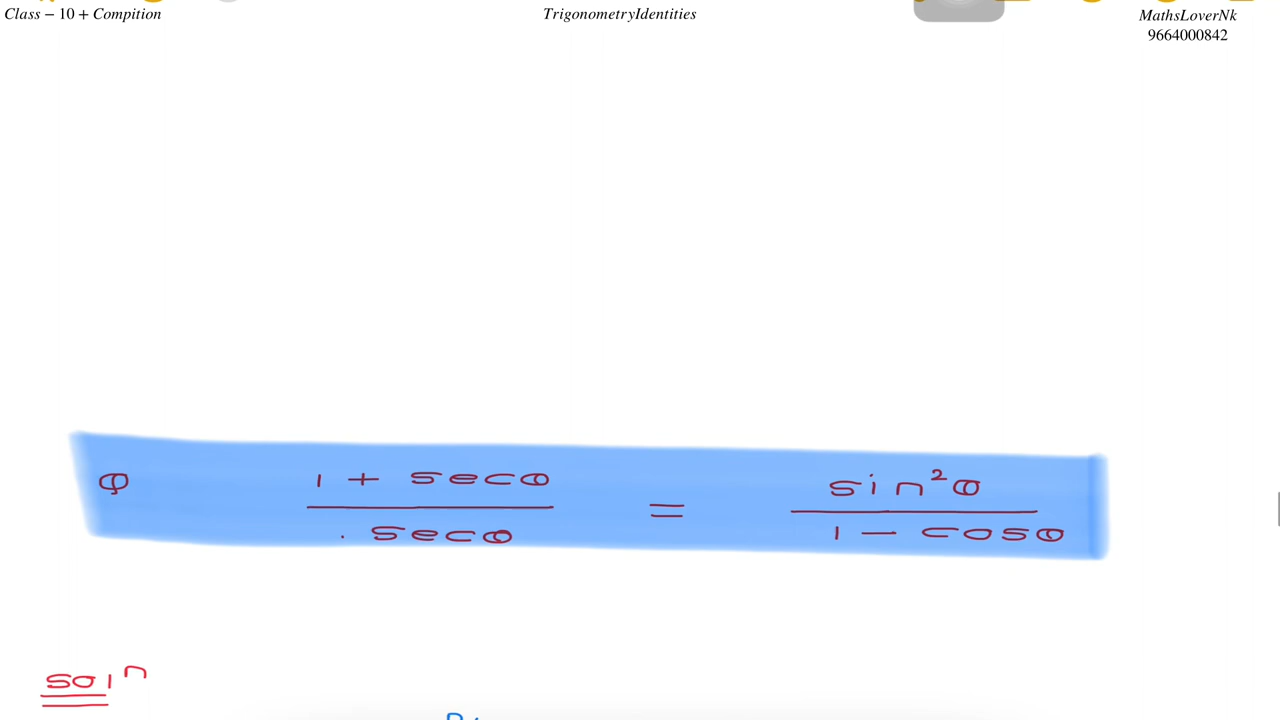 Class – 10 + Compition TrigonometryIdentities MathsLoverNk
9664000842
Q 1 + secθ / secθ = sin²θ / 1 – cosθ
solⁿ